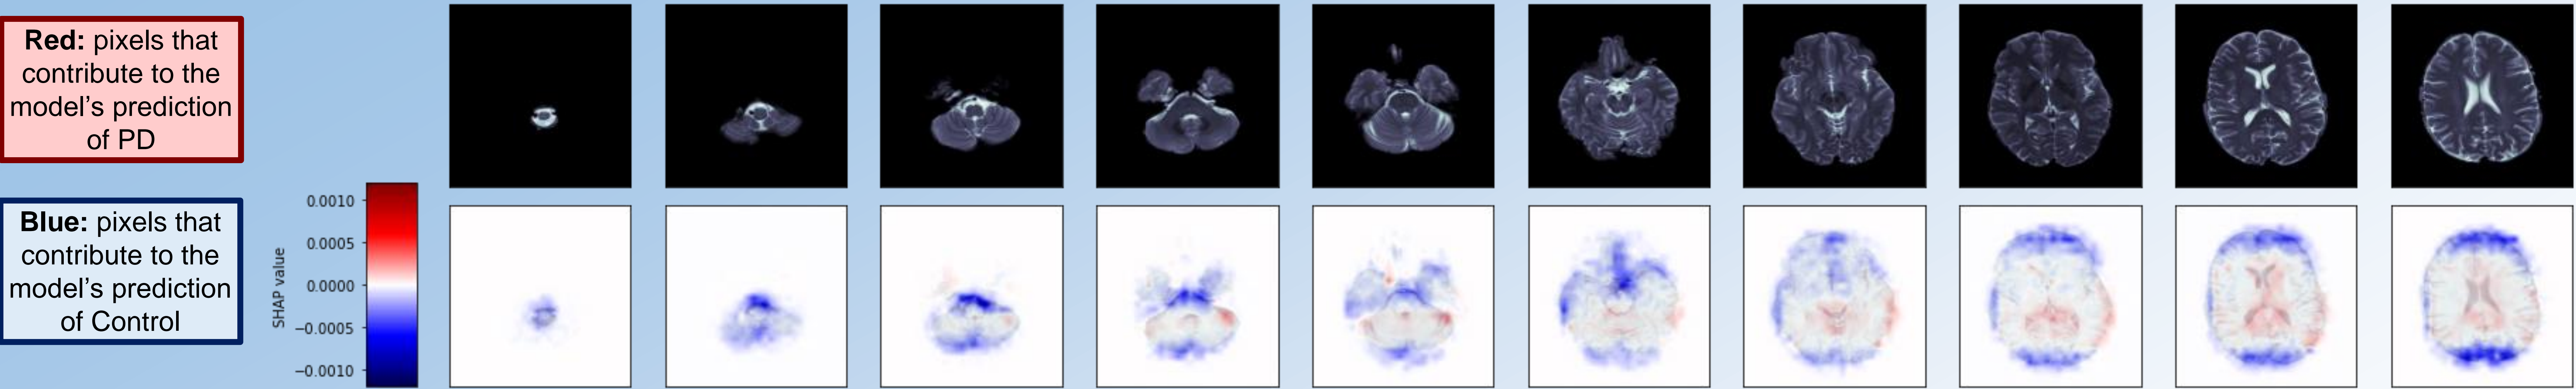 Red: pixels that
contribute to the
model's prediction
of PD
Blue: pixels that
contribute to the
model's prediction
of Control
SHAP value
0.0010
0.0005
0.0000
−0.0005
−0.0010